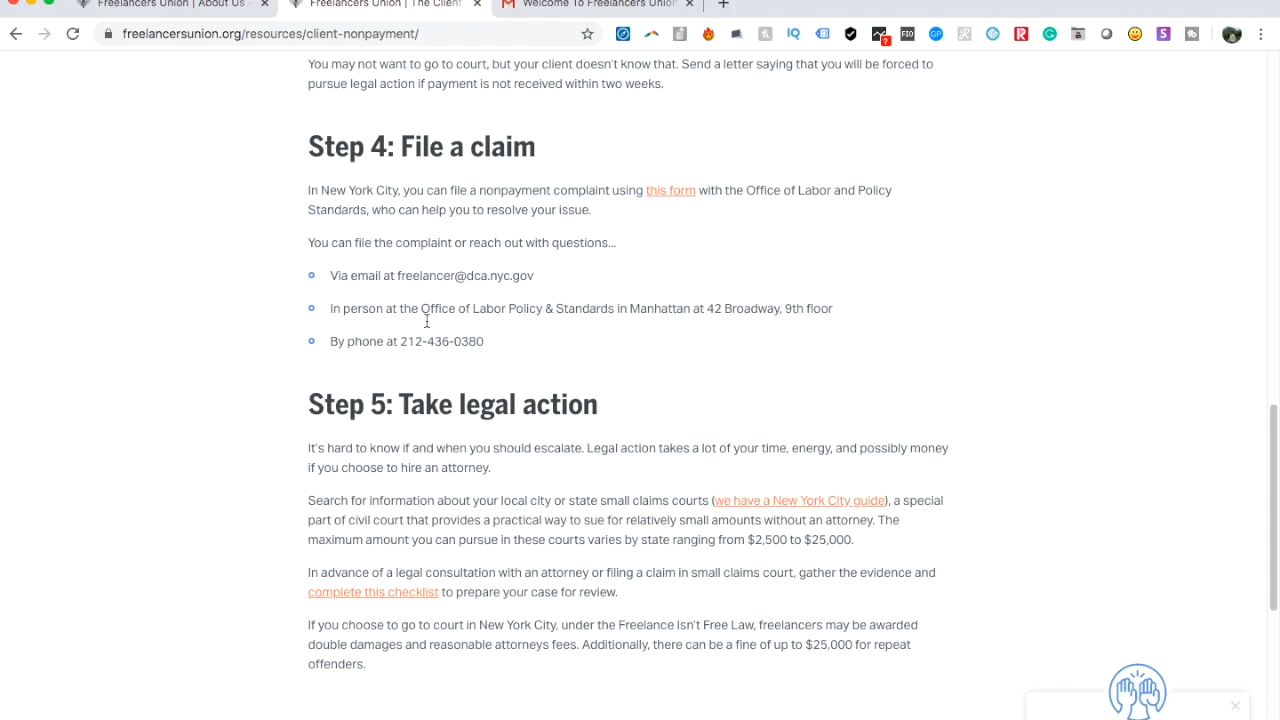 Freelancers Union | About Us
Freelancers Union | The Client
Welcome To Freelancers Union
freelancersunion.org/resources/client-nonpayment/
You may not want to go to court, but your client doesn't know that. Send a letter saying that you will be forced to
pursue legal action if payment is not received within two weeks.
Step 4: File a claim
In New York City, you can file a nonpayment complaint using this form with the Office of Labor and Policy
Standards, who can help you to resolve your issue.
You can file the complaint or reach out with questions...
Via email at freelancer@dca.nyc.gov
In person at the Office of Labor Policy & Standards in Manhattan at 42 Broadway, 9th floor
By phone at 212-436-0380
Step 5: Take legal action
It's hard to know if and when you should escalate. Legal action takes a lot of your time, energy, and possibly money
if you choose to hire an attorney.
Search for information about your local city or state small claims courts (we have a New York City guide), a special
part of civil court that provides a practical way to sue for relatively small amounts without an attorney. The
maximum amount you can pursue in these courts varies by state ranging from $2,500 to $25,000.
In advance of a legal consultation with an attorney or filing a claim in small claims court, gather the evidence and
complete this checklist to prepare your case for review.
If you choose to go to court in New York City, under the Freelance Isn't Free Law, freelancers may be awarded
double damages and reasonable attorneys fees. Additionally, there can be a fine of up to $25,000 for repeat
offenders.